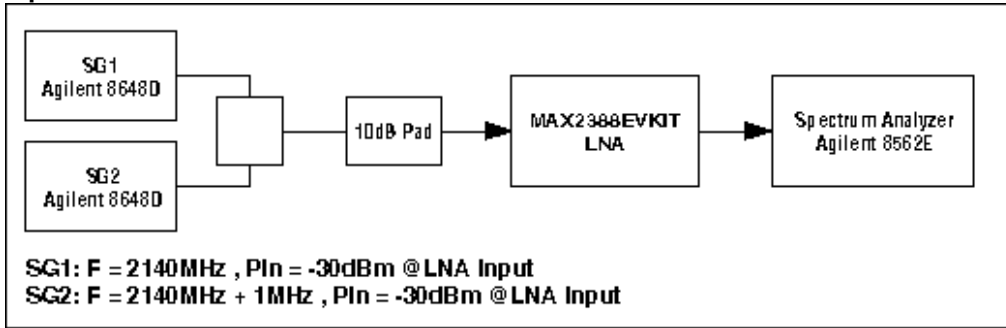 SG1
Agilent 8648D
SG2
Agilent 8648D
10dB Pad
MAX2388EVKIT
LNA
Spectrum Analyzer
Agilent 8562E
SG1: F = 2140MHz , PIn = -30dBm @LNA Input
SG2: F = 2140MHz + 1MHz , PIn = -30dBm @LNA Input